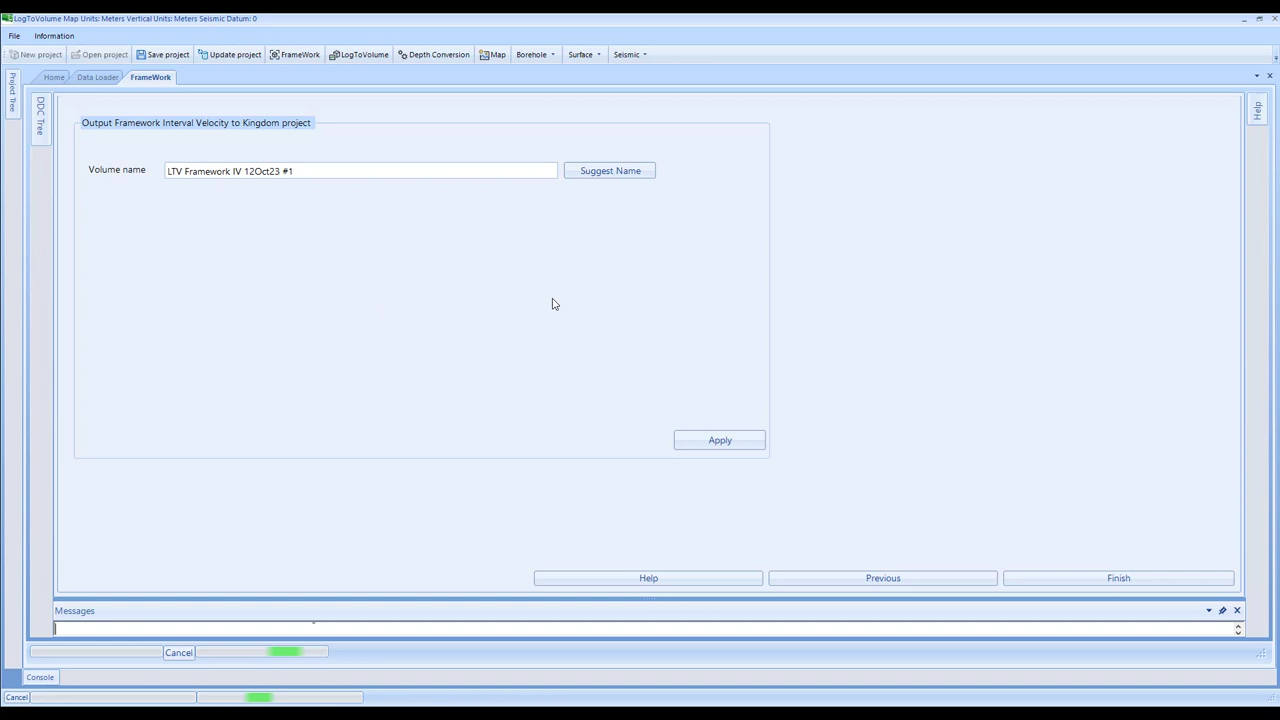 LogToVolume Map Units: Meters Vertical Units: Meters Seismic Datum: 0
File Information
New project Open project Save project Update project FrameWork LogToVolume Depth Conversion Map Borehole Surface Seismic
Home Data Loader FrameWork
Project Tree
DDC Tree
Help
Output Framework Interval Velocity to Kingdom project
Volume name LTV Framework IV 12Oct23 #1 Suggest Name
Apply
Help Previous Finish
Messages
Cancel
Console
Cancel